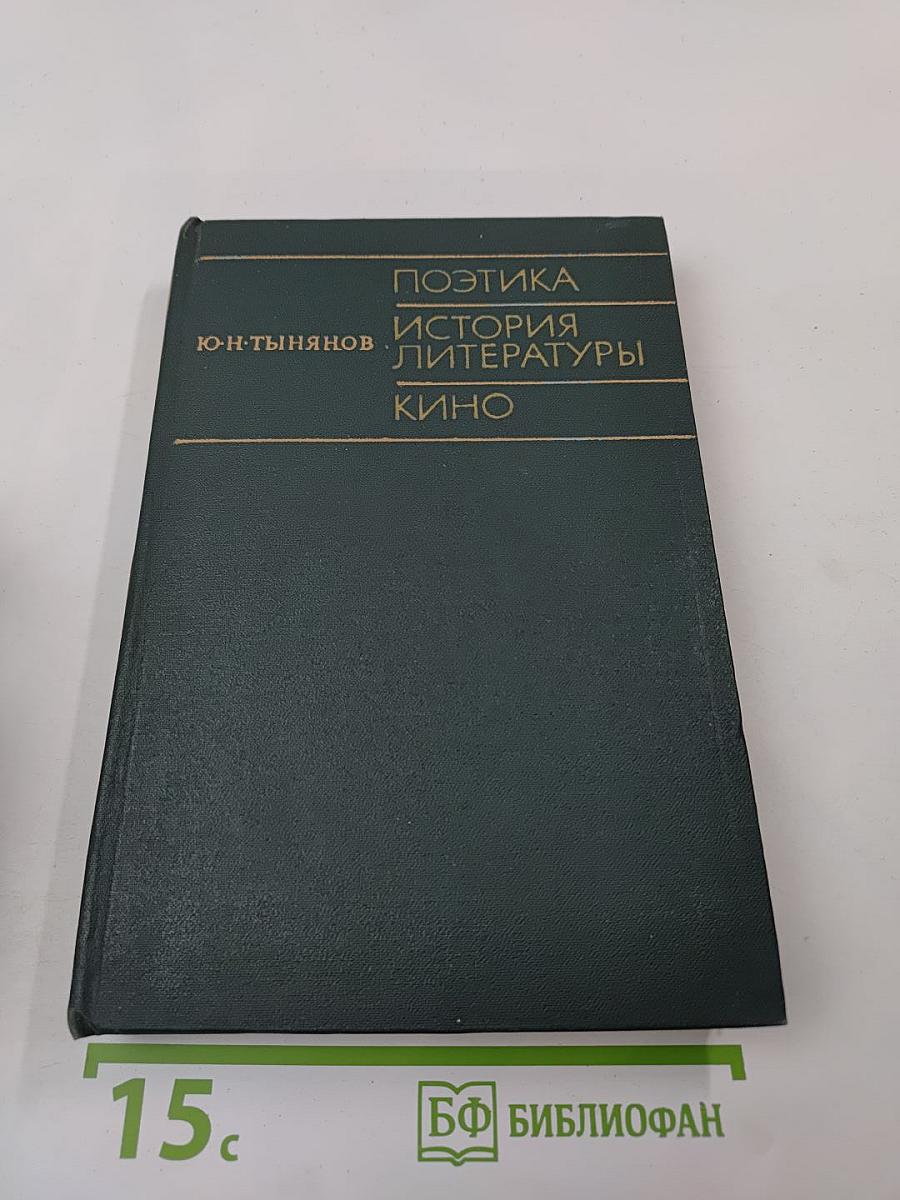 Ю·Н·ТЫНЯНОВ
ПОЭТИКА
ИСТОРИЯ
ЛИТЕРАТУРЫ
КИНО
15с
БФ БИБЛИОФАН